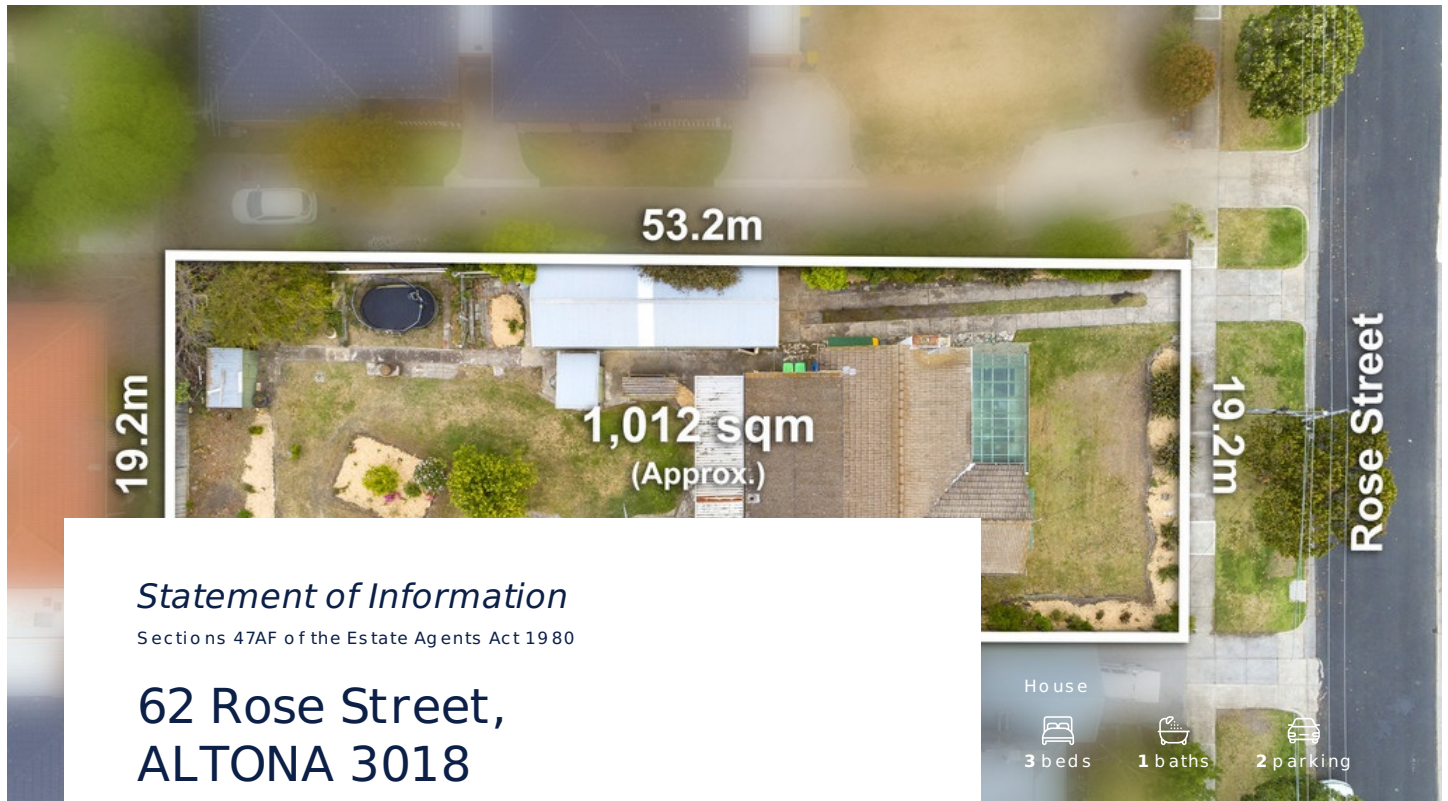 53.2m
19.2m
1,012 sqm
(Approx.)
19.2m
Rose Street
Statement of Information
Sections 47AF of the Estate Agents Act 1980
62 Rose Street,
ALTONA 3018
House
3 beds 1 baths 2 parking